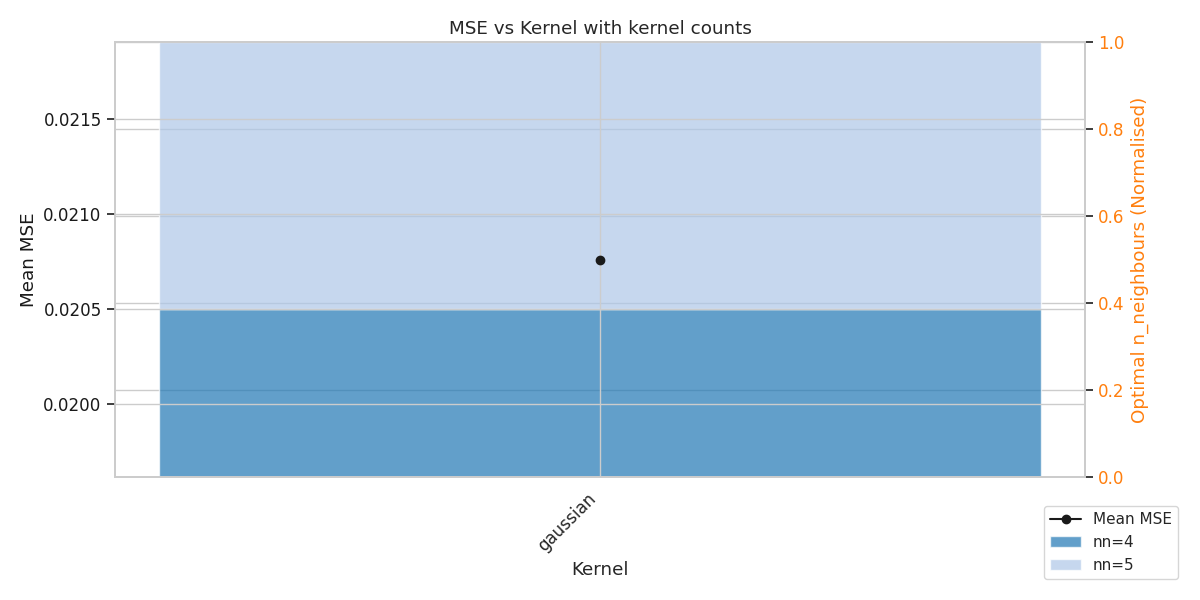 MSE vs Kernel with kernel counts
Mean MSE
0.0215
0.0210
0.0205
0.0200
1.0
0.8
0.6
0.4
0.2
0.0
Optimal n_neighbours (Normalised)
gaussian
Kernel
Mean MSE
nn=4
nn=5